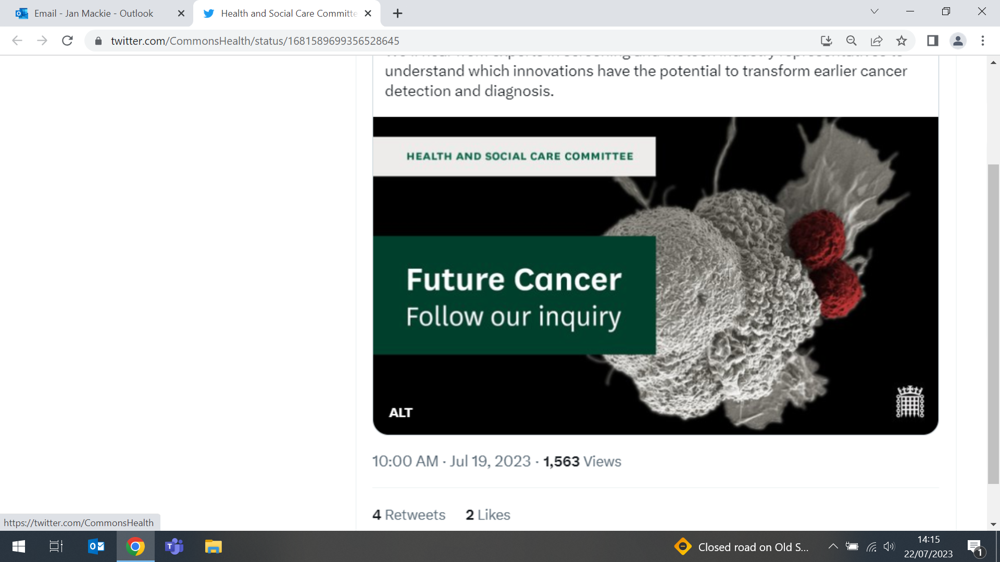 Email - Jan Mackie - Outlook
Health and Social Care Committe
twitter.com/CommonsHealth/status/1681589699356528645
understand which innovations have the potential to transform earlier cancer
detection and diagnosis.
HEALTH AND SOCIAL CARE COMMITTEE
Future Cancer
Follow our inquiry
ALT
10:00 AM · Jul 19, 2023 · 1,563 Views
4 Retweets 2 Likes
https://twitter.com/CommonsHealth
Closed road on Old S...
14:15
22/07/2023
1